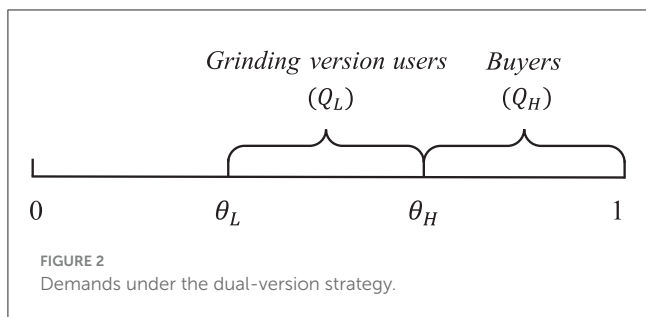 Grinding version users Buyers
(Q_L) (Q_H)
0 θ_L θ_H 1
FIGURE 2
Demands under the dual-version strategy.